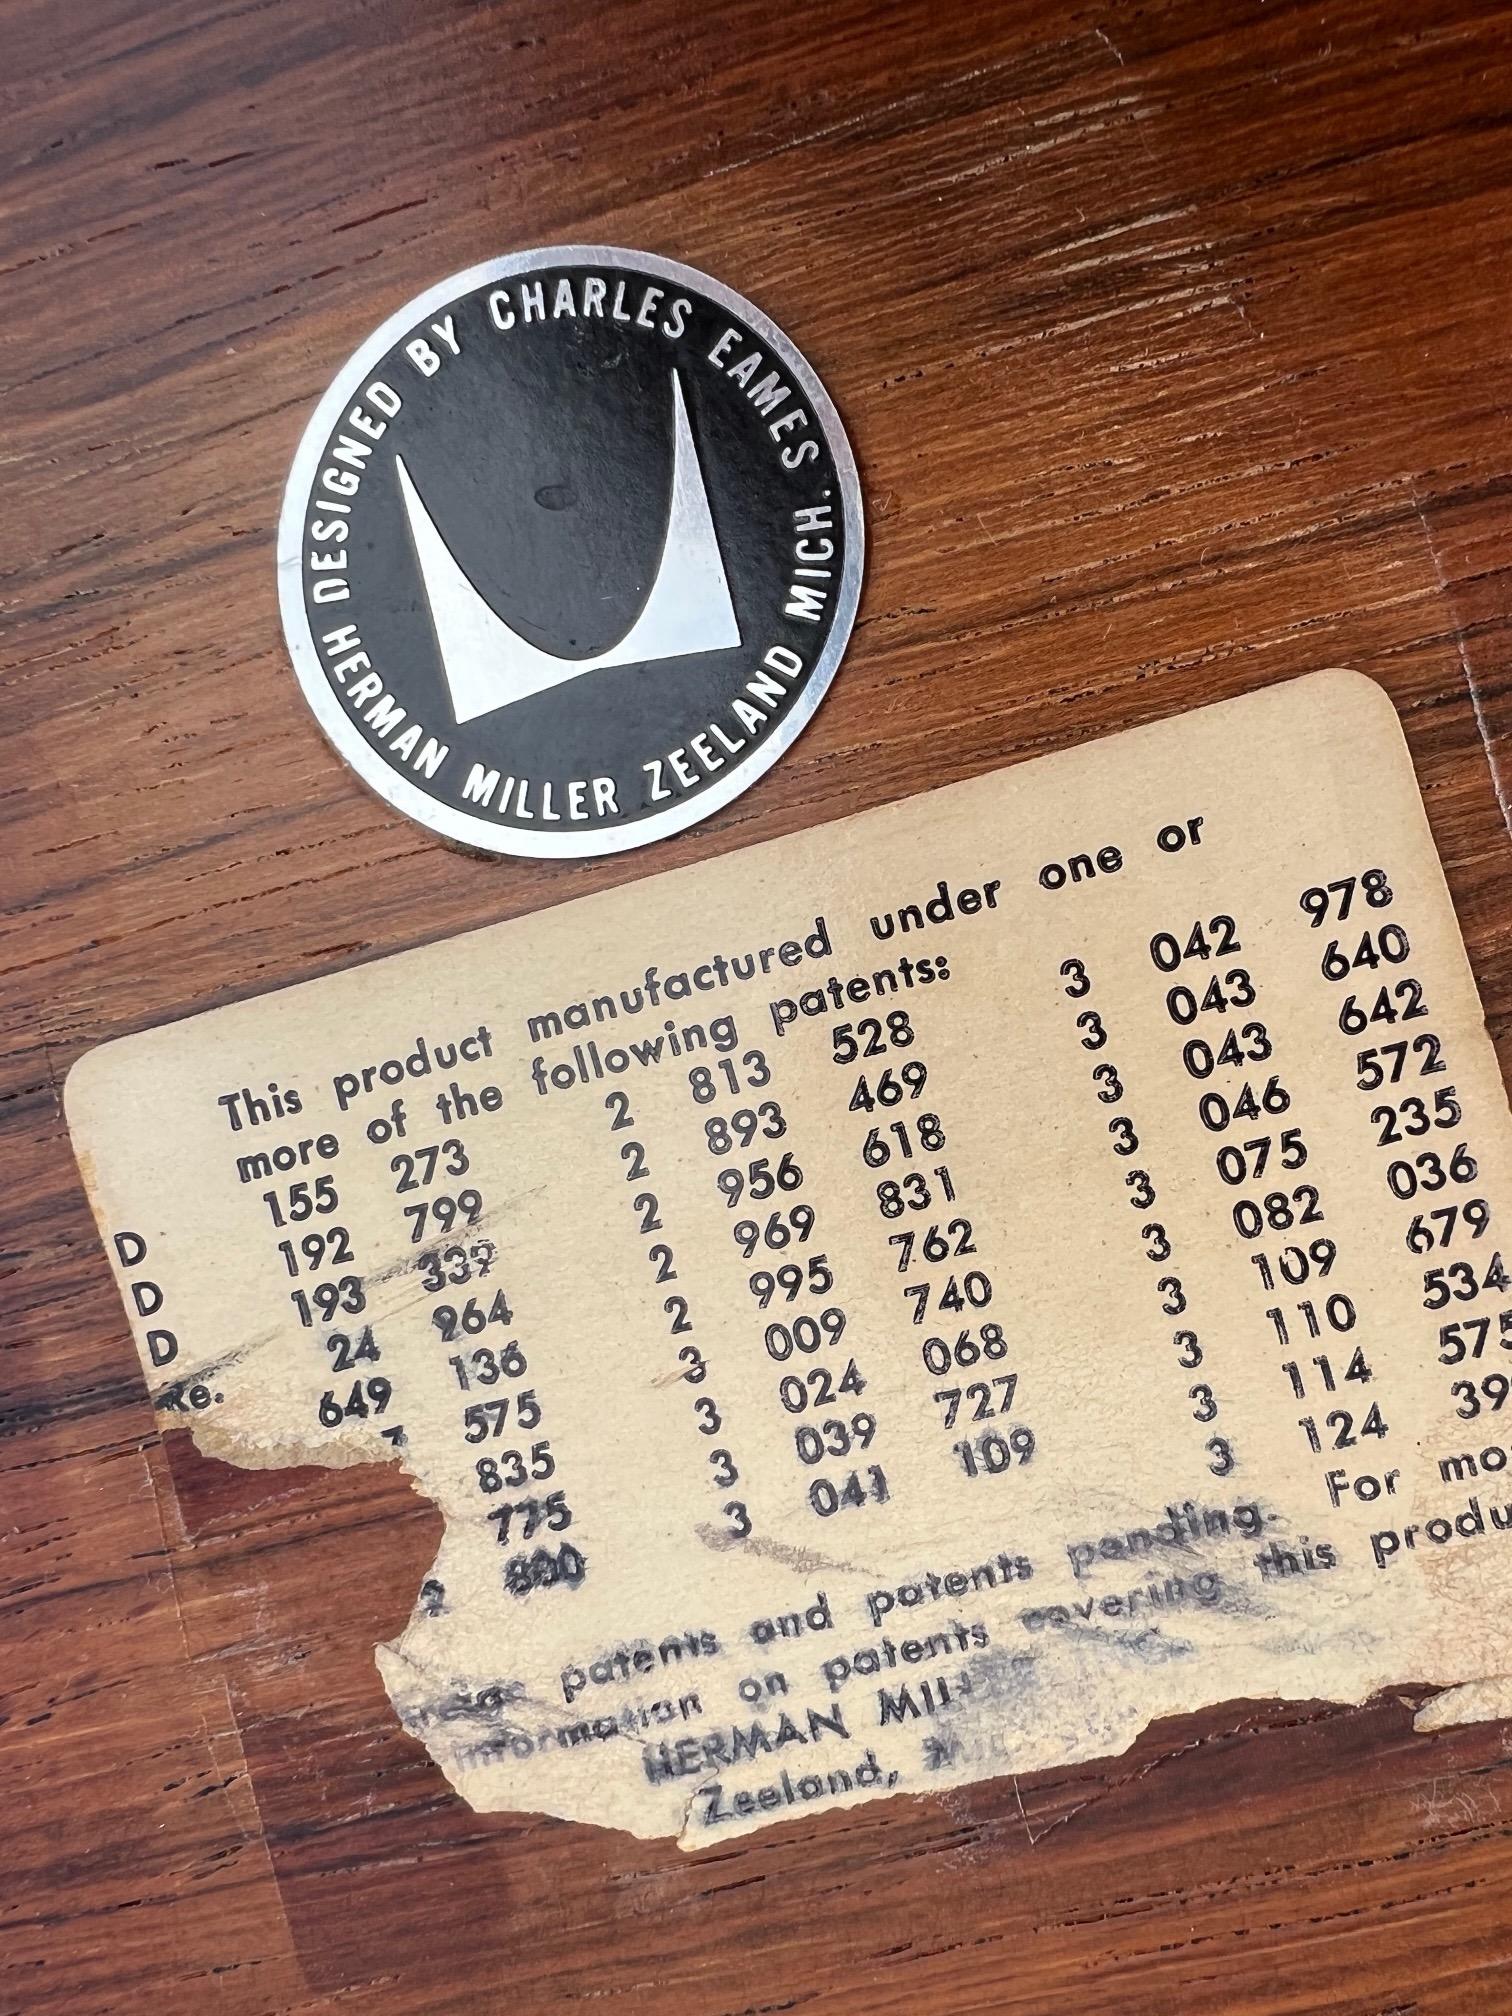 DESIGNED BY CHARLES EAMES
HERMAN MILLER ZEELAND MICH.
This product manufactured under one or
more of the following patents:
D 155 273 2 813 528 3 042 978
D 192 799 2 893 469 3 043 640
D 193 339 2 956 618 3 043 642
Re. 24 2 969 831 3 046 572
649 136 2 995 762 3 075 235
575 3 009 740 3 082 036
835 3 024 068 3 109 679
775 3 039 727 3 110 534
3 041 109 3 114 575
3 124 39
patents and patents pending. For mo
information on patents covering this produ
HERMAN
Zeeland,